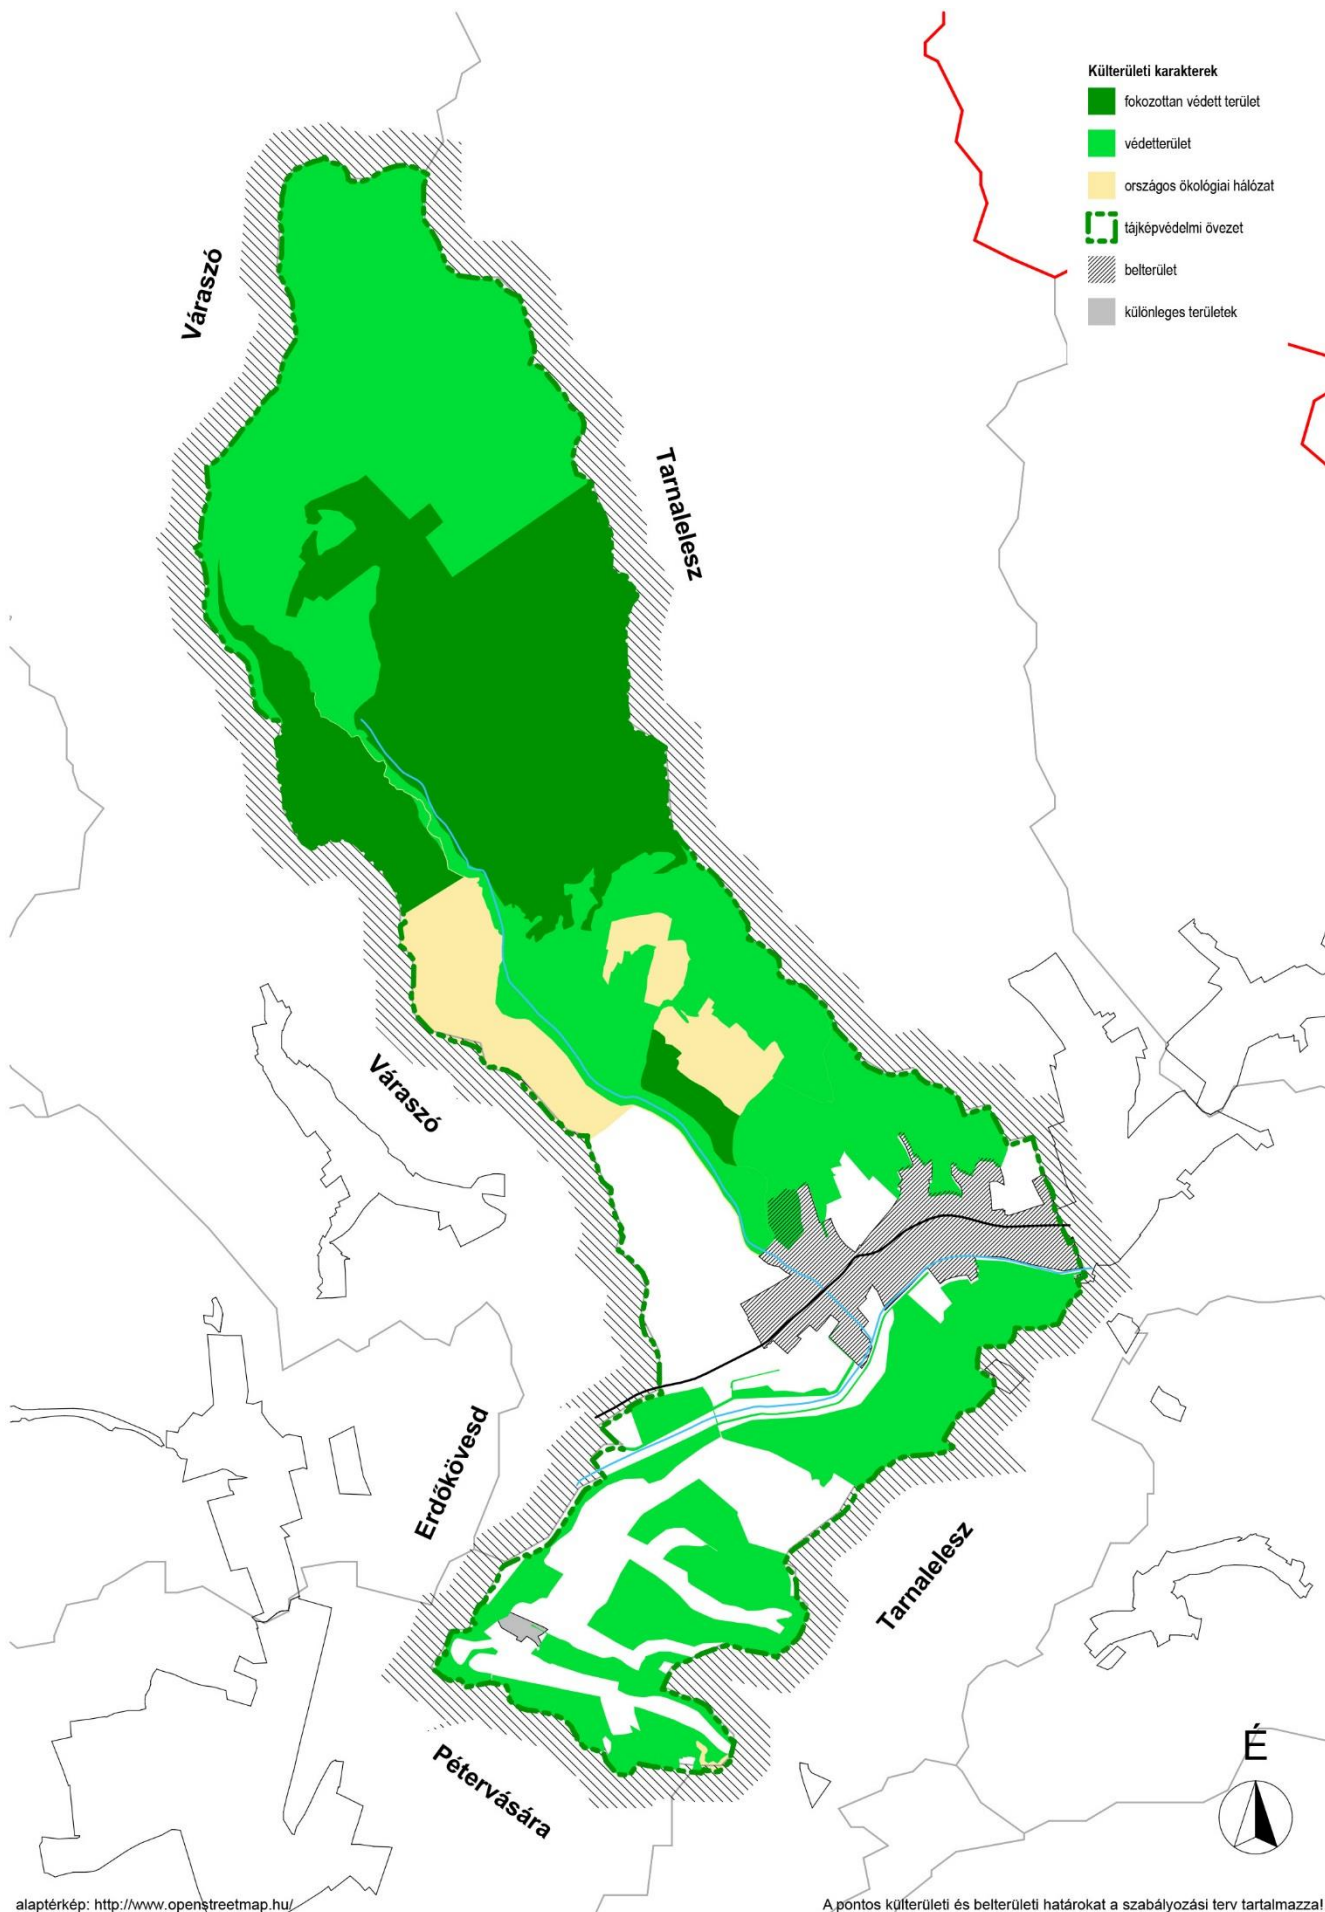 Külterületi karakterek
fokozottan védett terület
védetterület
országos ökológiai hálózat
tájképvédelmi övezet
belterület
különleges területek
Váraszó
Tarnalelesz
Váraszó
Erdőkövesd
Tarnalelesz
Pétervására
É
alaptérkép: http://www.openstreetmap.hu/
A pontos külterületi és belterületi határokat a szabályozási terv tartalmazza!